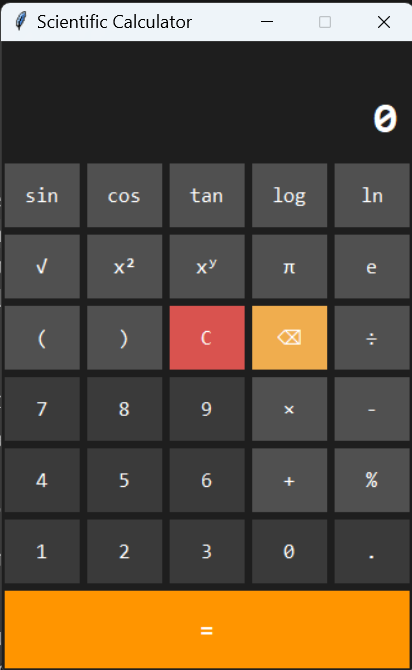 Scientific Calculator
0
sin cos tan log ln
√ x² xʸ π e
( ) C ⌫ ÷
7 8 9 × -
4 5 6 + %
1 2 3 0 .
=